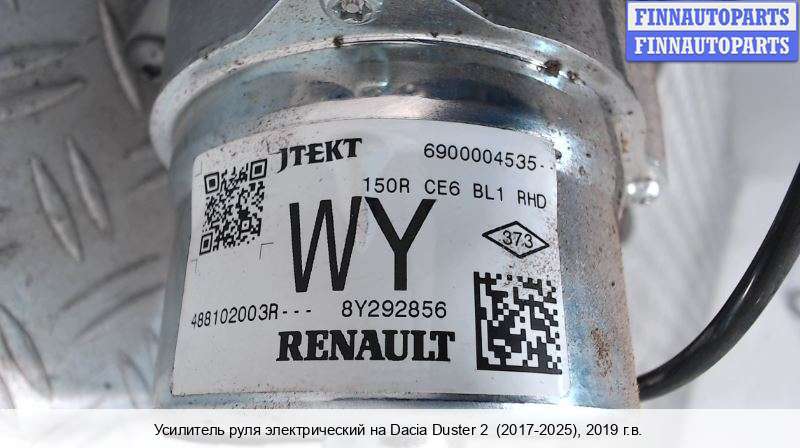 FINNAUTOPARTS
FINNAUTOPARTS
JTEKT 6900004535--
150R CE6 BL1 RHD
WY
373
488102003R--- 8Y292856
RENAULT
Усилитель руля электрический на Dacia Duster 2 (2017-2025), 2019 г.в.